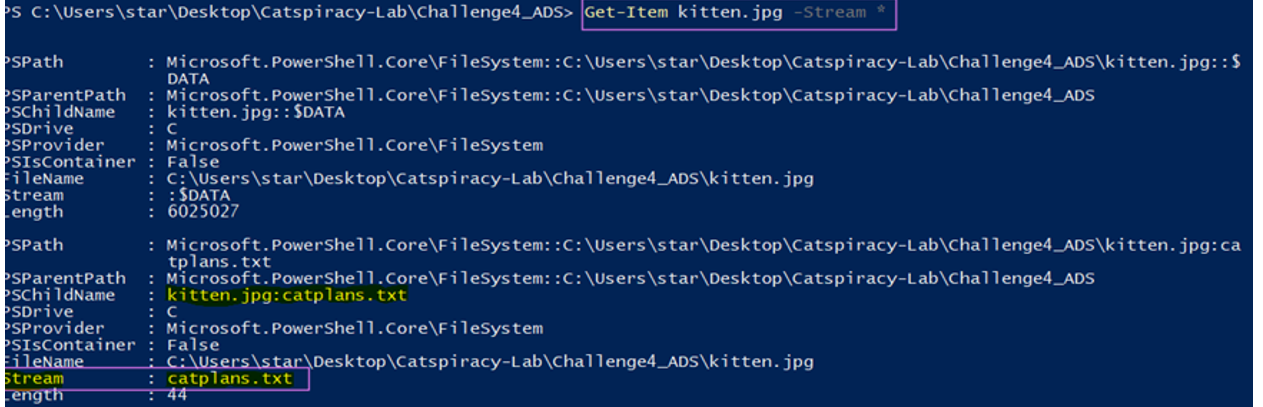 PS C:\Users\star\Desktop\Catspiracy-Lab\Challenge4_ADS> Get-Item kitten.jpg -Stream *
PSPath : Microsoft.PowerShell.Core\FileSystem::C:\Users\star\Desktop\Catspiracy-Lab\Challenge4_ADS\kitten.jpg::$
DATA
PSParentPath : Microsoft.PowerShell.Core\FileSystem::C:\Users\star\Desktop\Catspiracy-Lab\Challenge4_ADS
PSChildName : kitten.jpg::$DATA
PSDrive : C
PSProvider : Microsoft.PowerShell.Core\FileSystem
PSIsContainer : False
FileName : C:\Users\star\Desktop\Catspiracy-Lab\Challenge4_ADS\kitten.jpg
Stream : :$DATA
Length : 6025027
PSPath : Microsoft.PowerShell.Core\FileSystem::C:\Users\star\Desktop\Catspiracy-Lab\Challenge4_ADS\kitten.jpg:ca
tplans.txt
PSParentPath : Microsoft.PowerShell.Core\FileSystem::C:\Users\star\Desktop\Catspiracy-Lab\Challenge4_ADS
PSChildName : kitten.jpg:catplans.txt
PSDrive : C
PSProvider : Microsoft.PowerShell.Core\FileSystem
PSIsContainer : False
FileName : C:\Users\star\Desktop\Catspiracy-Lab\Challenge4_ADS\kitten.jpg
Stream : catplans.txt
Length : 44